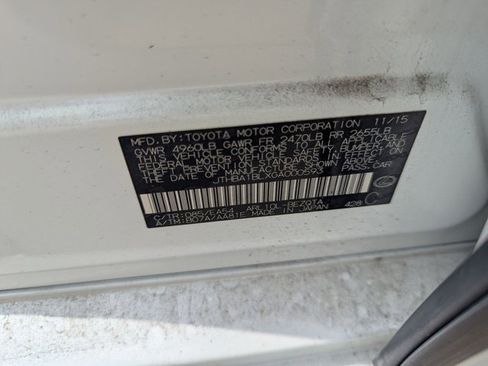 MFD. BY: TOYOTA MOTOR CORPORATION 11/15
GVWR 4960LB GAWR FR 2470LB RR 2655LB
THIS VEHICLE CONFORMS TO ALL APPLICABLE
FEDERAL MOTOR VEHICLE SAFETY, BUMPER, AND
THEFT PREVENTION STANDARDS IN EFFECT ON
THE DATE OF MANUFACTURE SHOWN ABOVE.
PASS. CAR
C/TR: 085/EA54 ARL10L-BEZQTA
A/TM: B07A/AA81E MADE IN JAPAN 428